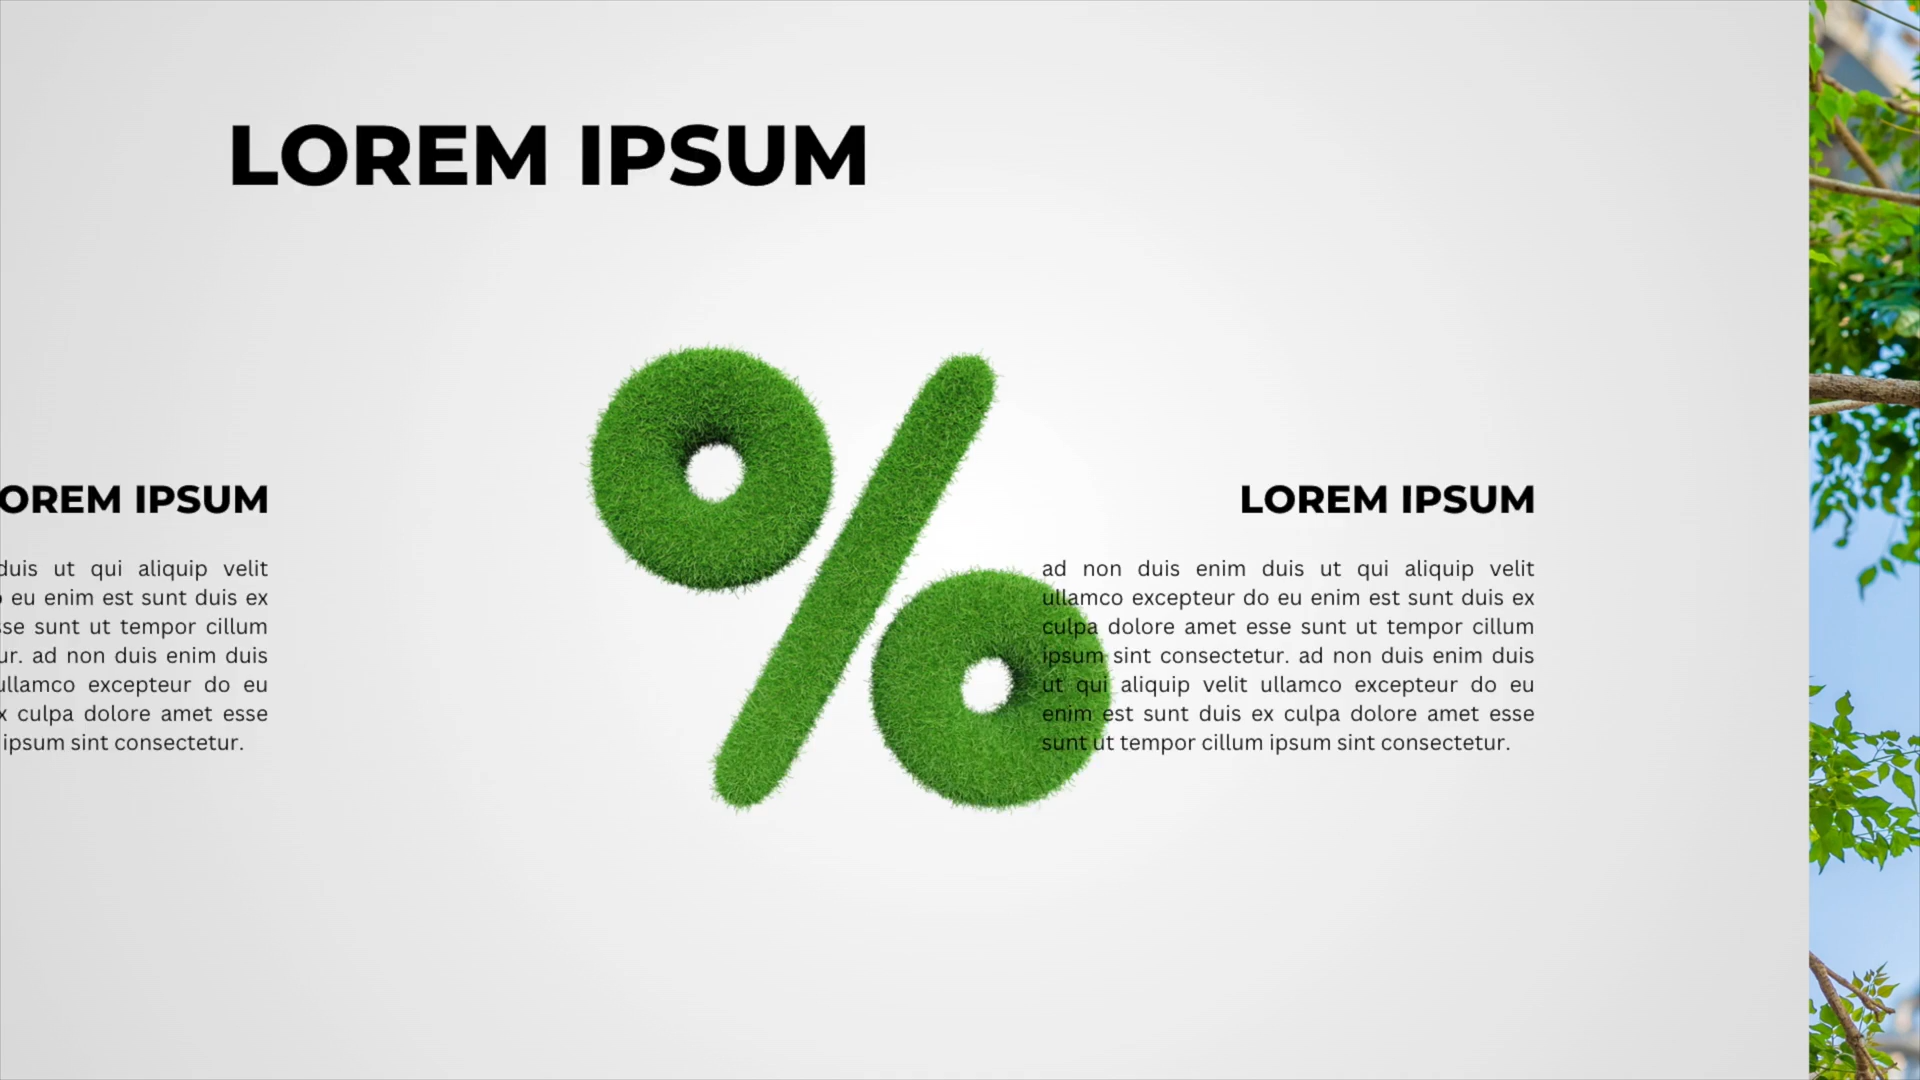 LOREM IPSUM
OREM IPSUM
duis ut qui aliquip velit
eu enim est sunt duis ex
sunt ut tempor cillum
ad non duis enim duis
ullamco excepteur do eu
culpa dolore amet esse
ipsum sint consectetur.
LOREM IPSUM
ad non duis enim duis ut qui aliquip velit
ullamco excepteur do eu enim est sunt duis ex
culpa dolore amet esse sunt ut tempor cillum
ipsum sint consectetur. ad non duis enim duis
ut qui aliquip velit ullamco excepteur do eu
enim est sunt duis ex culpa dolore amet esse
sunt ut tempor cillum ipsum sint consectetur.